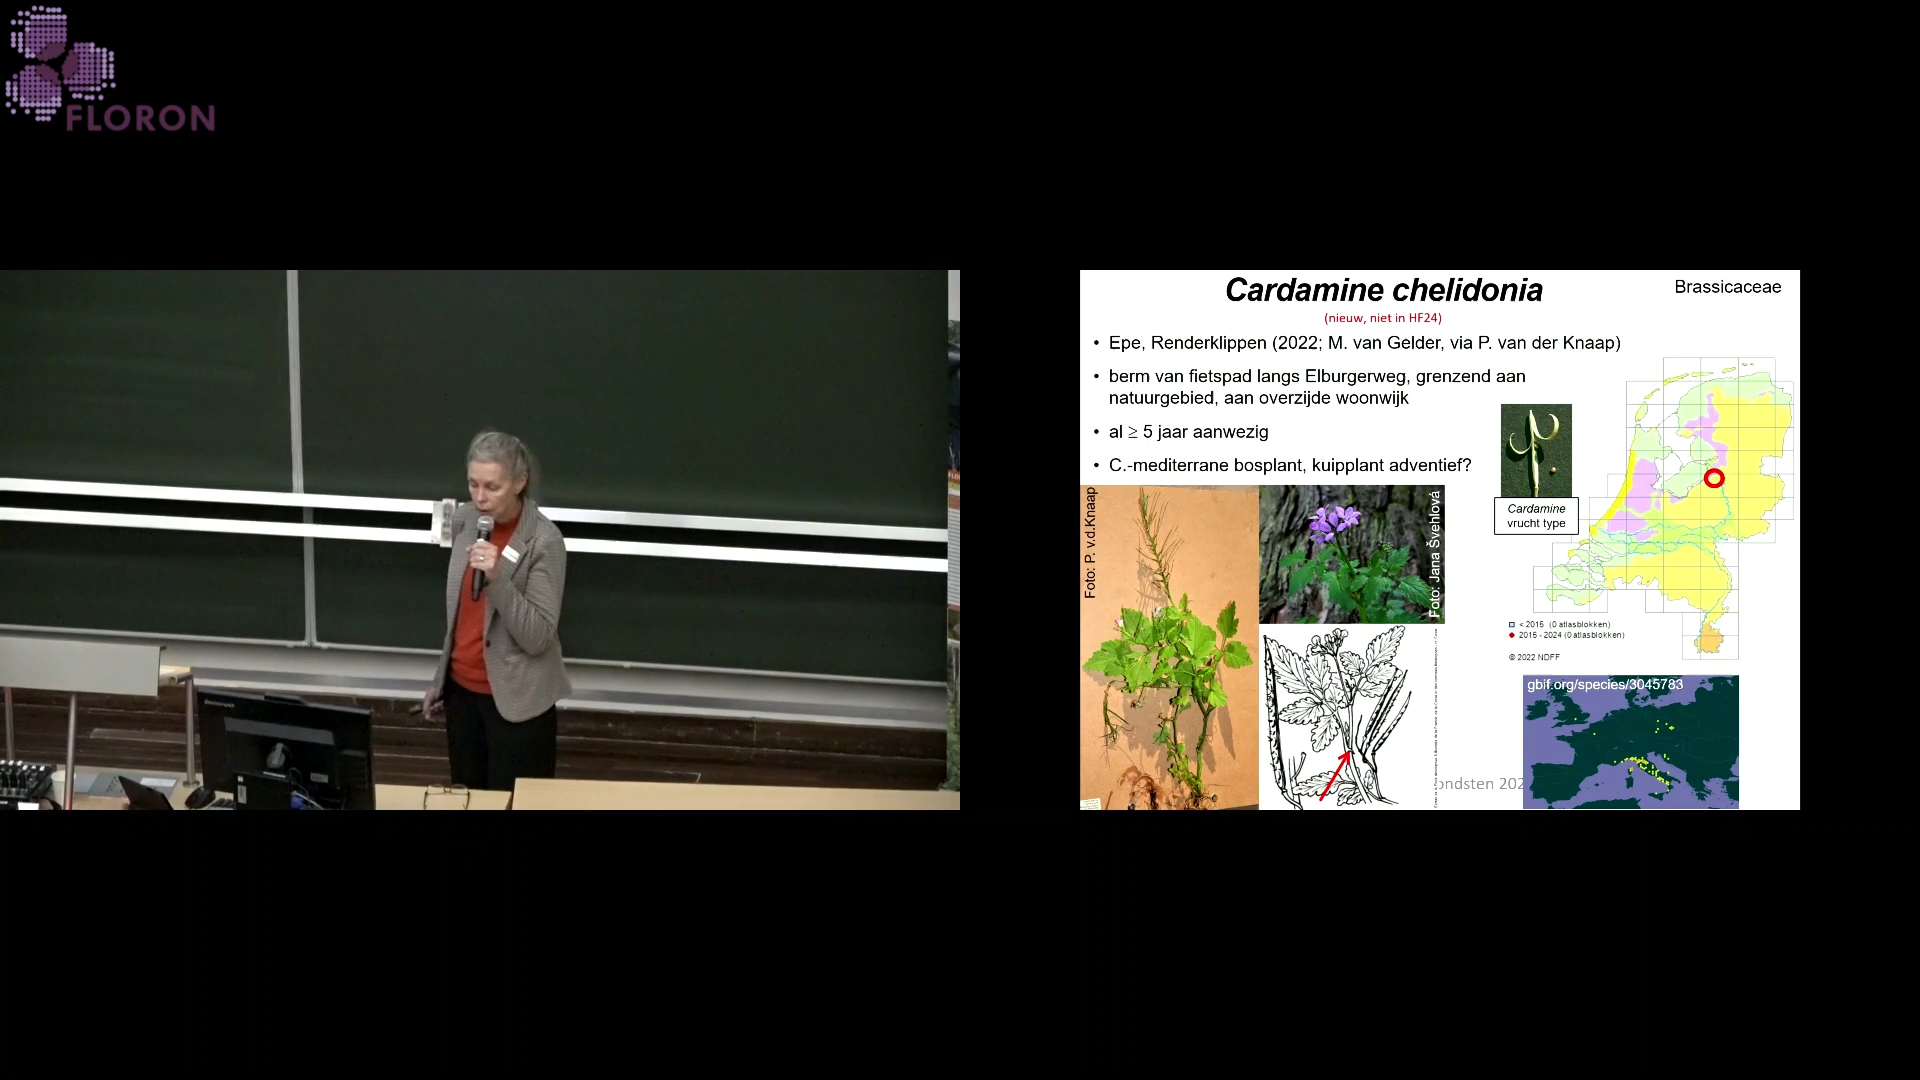 FLORON
Cardamine chelidonia
Brassicaceae
(nieuw, niet in HF24)
• Epe, Renderklippen (2022; M. van Gelder, via P. van der Knaap)
• berm van fietspad langs Elburgerweg, grenzend aan
natuurgebied, aan overzijde woonwijk
• al ≥ 5 jaar aanwezig
• C.-mediterrane bosplant, kuipplant adventief?
Foto: P. v.d.Knaap
Foto: Jana Švehlová
Cardamine
vrucht type
< 2015 (0 atlasblokken)
2015 - 2024 (0 atlasblokken)
© 2022 NDFF
gbif.org/species/3045783
ondsten 202